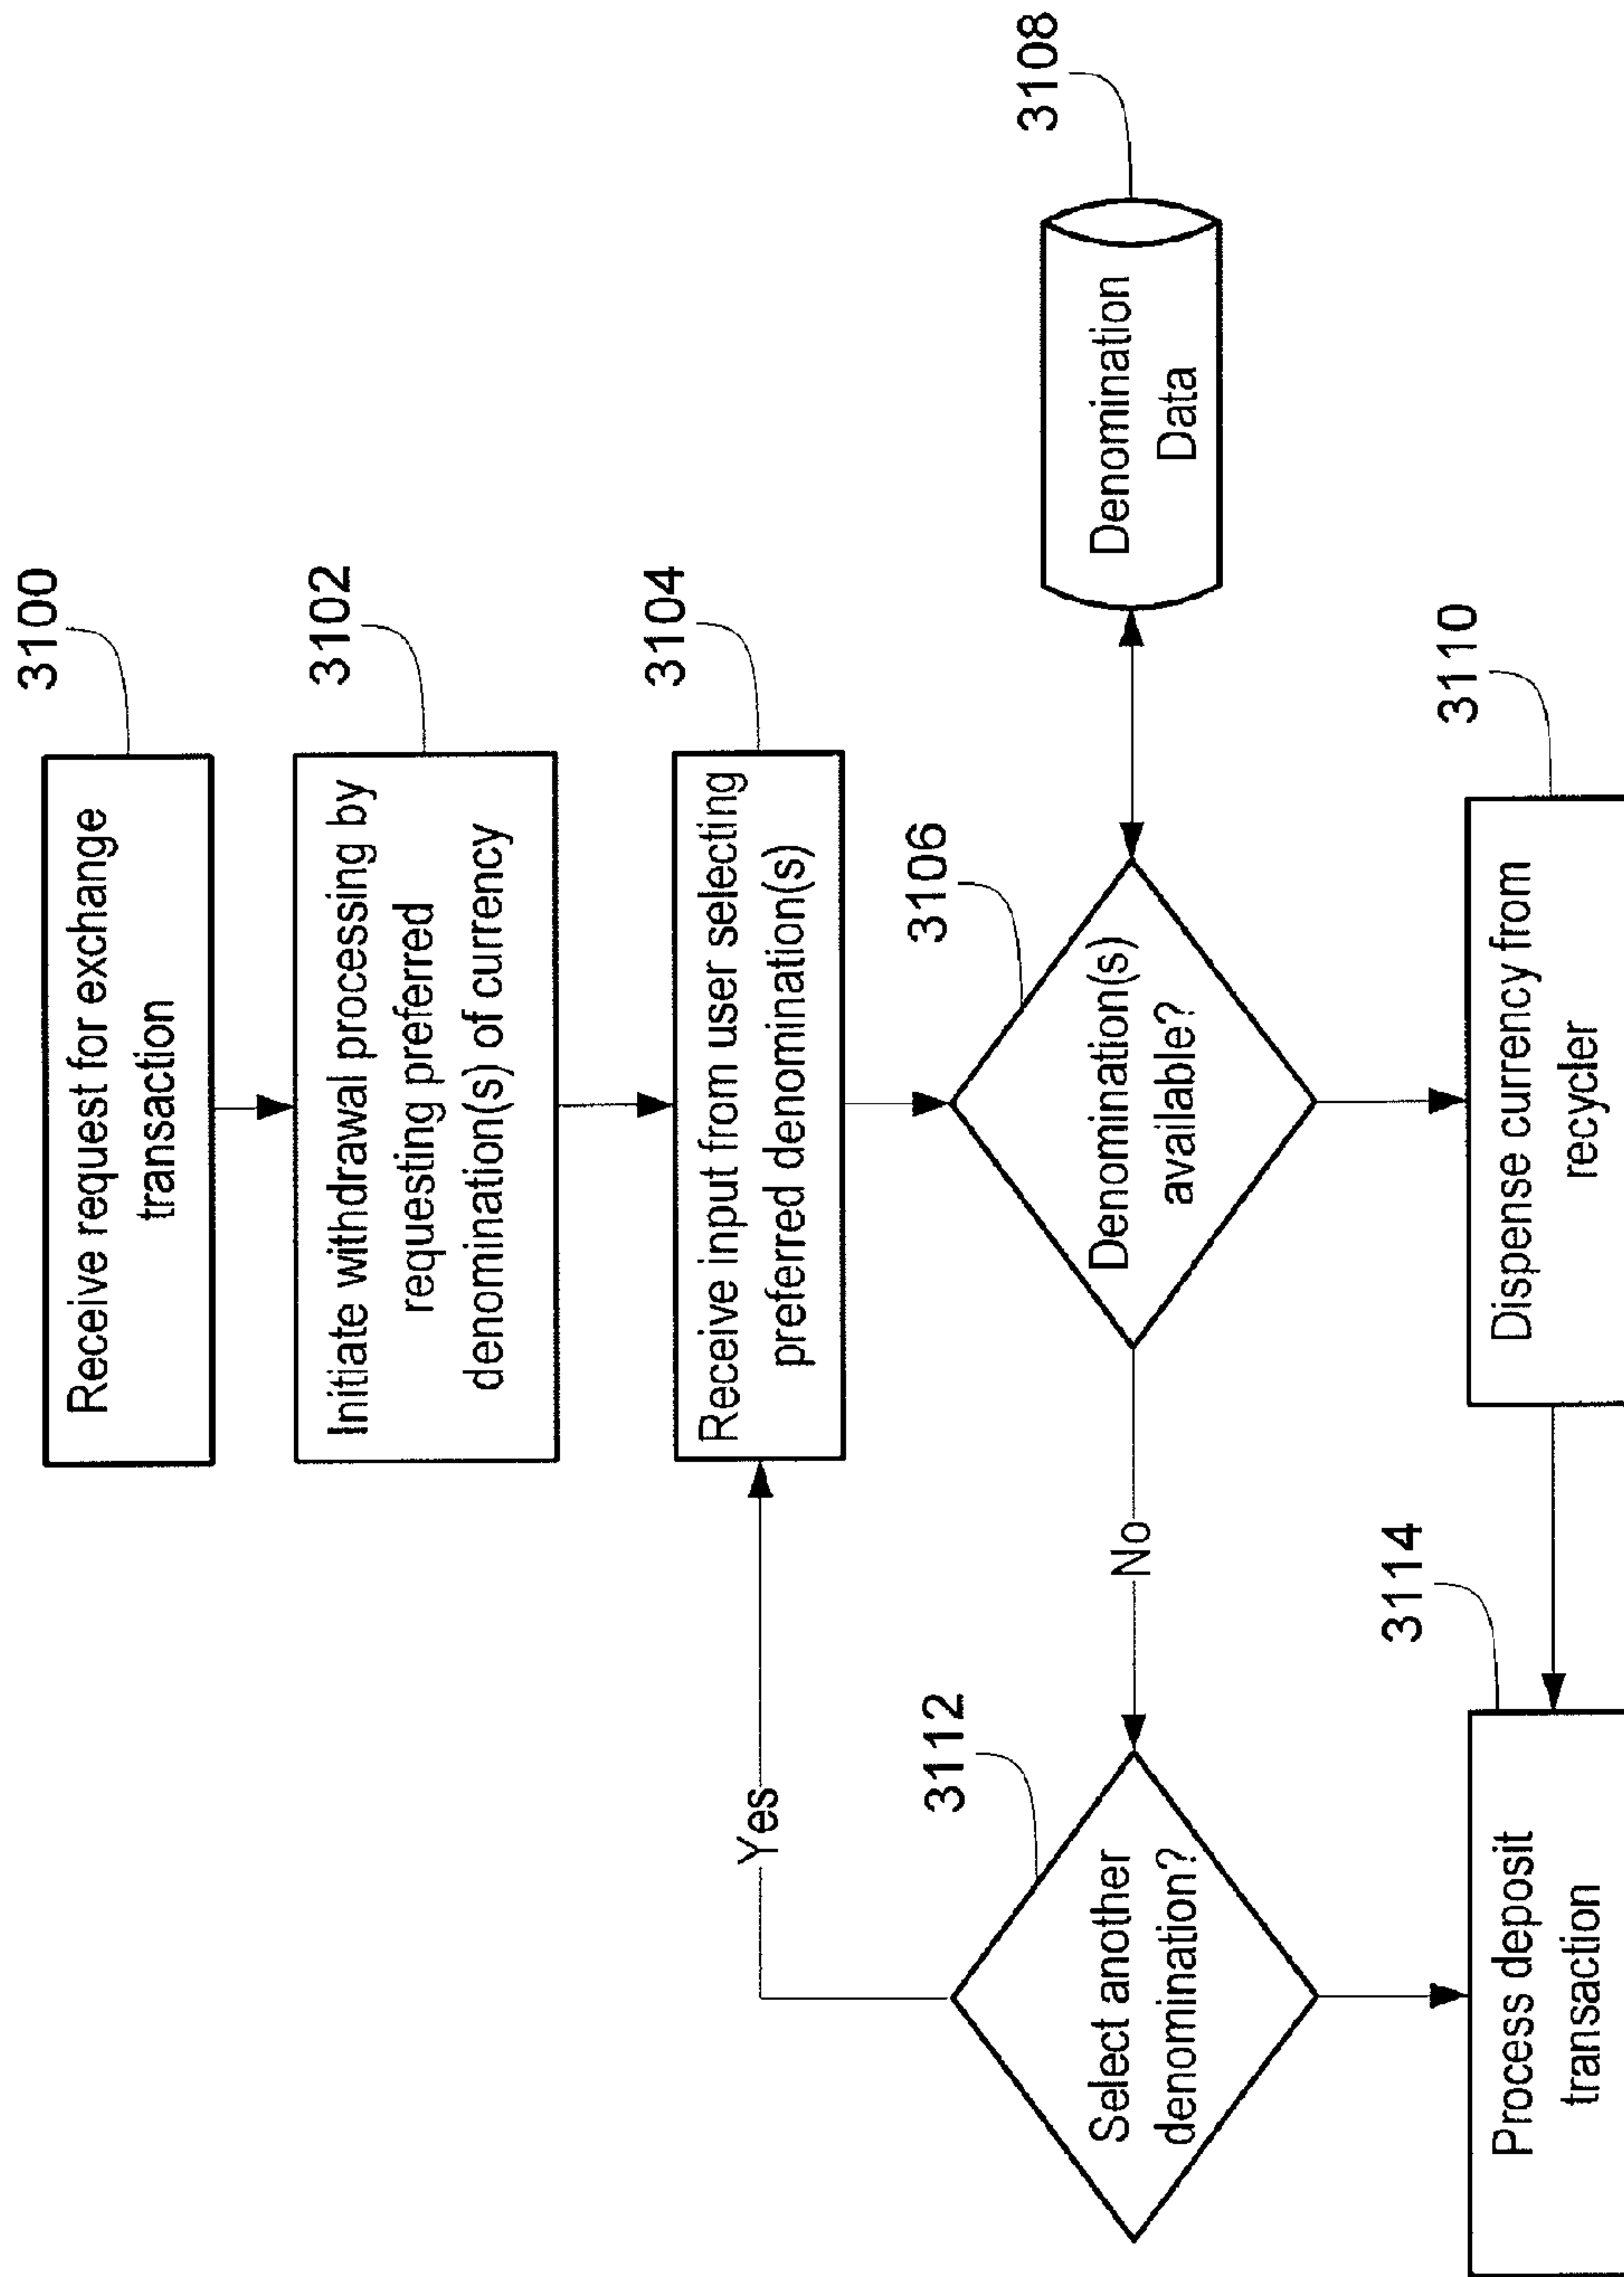 3100
Receive request for exchange
transaction
3102
Initiate withdrawal processing by
requesting preferred
denomination(s) of currency
3104
Receive input from user selecting
preferred denomination(s)
Yes
3106
Denomination(s)
available?
3108
Denomination
Data
No
3112
Select another
denomination?
3110
Dispense currency from
recycler
3114
Process deposit
transaction